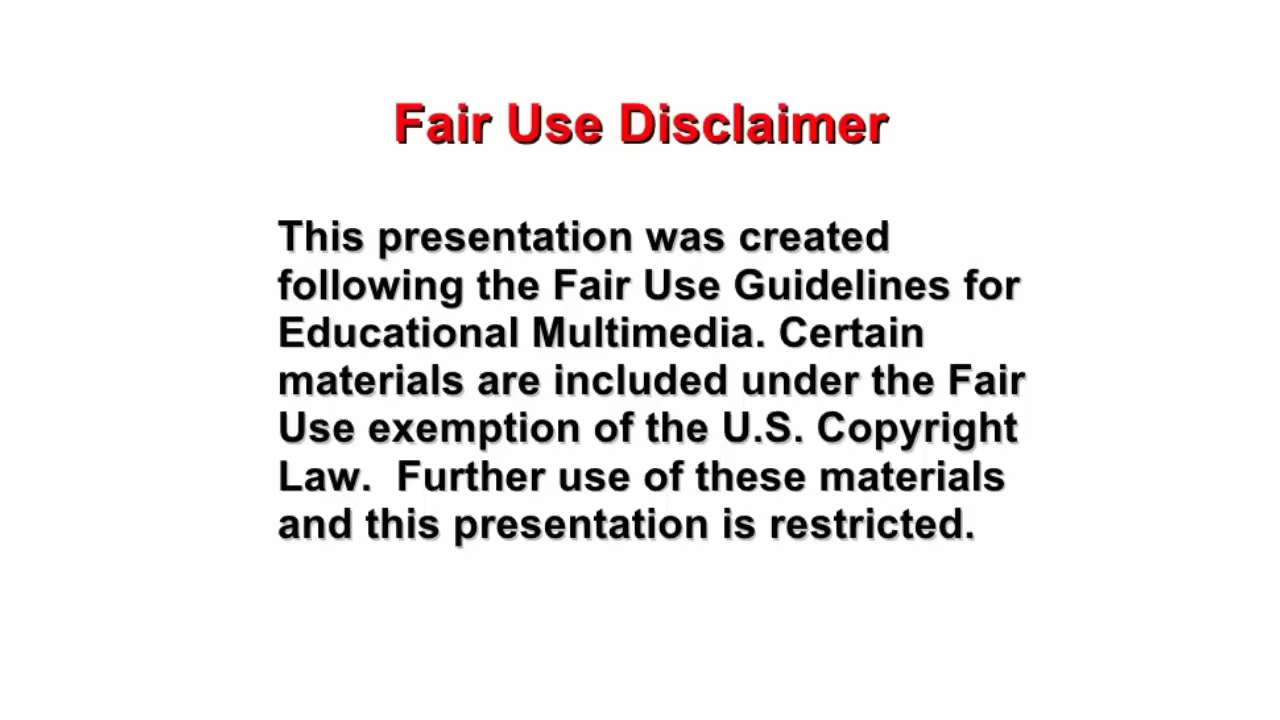 Fair Use Disclaimer
This presentation was created
following the Fair Use Guidelines for
Educational Multimedia. Certain
materials are included under the Fair
Use exemption of the U.S. Copyright
Law.  Further use of these materials
and this presentation is restricted.